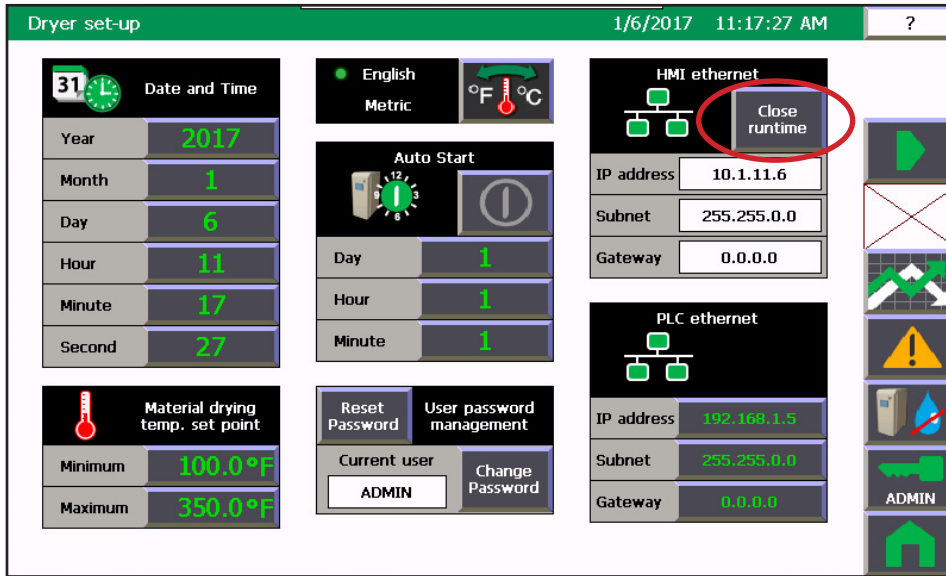 Dryer set-up
1/6/2017 11:17:27 AM
?
31
Date and Time
Year 2017
Month 1
Day 6
Hour 11
Minute 17
Second 27
Material drying
temp. set point
Minimum 100.0°F
Maximum 350.0°F
English
Metric
°F °C
Auto Start
12
3
6
9
Day 1
Hour 1
Minute 1
Reset
Password
User password
management
Current user
ADMIN
Change
Password
HMI ethernet
Close
runtime
IP address 10.1.11.6
Subnet 255.255.0.0
Gateway 0.0.0.0
PLC ethernet
IP address 192.168.1.5
Subnet 255.255.0.0
Gateway 0.0.0.0
ADMIN